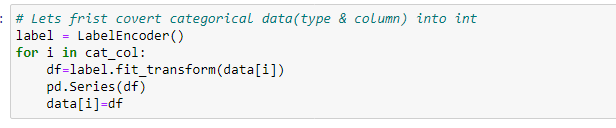 : # Lets frist covert categorical data(type & column) into int
label = LabelEncoder()
for i in cat_col:
    df=label.fit_transform(data[i])
    pd.Series(df)
    data[i]=df